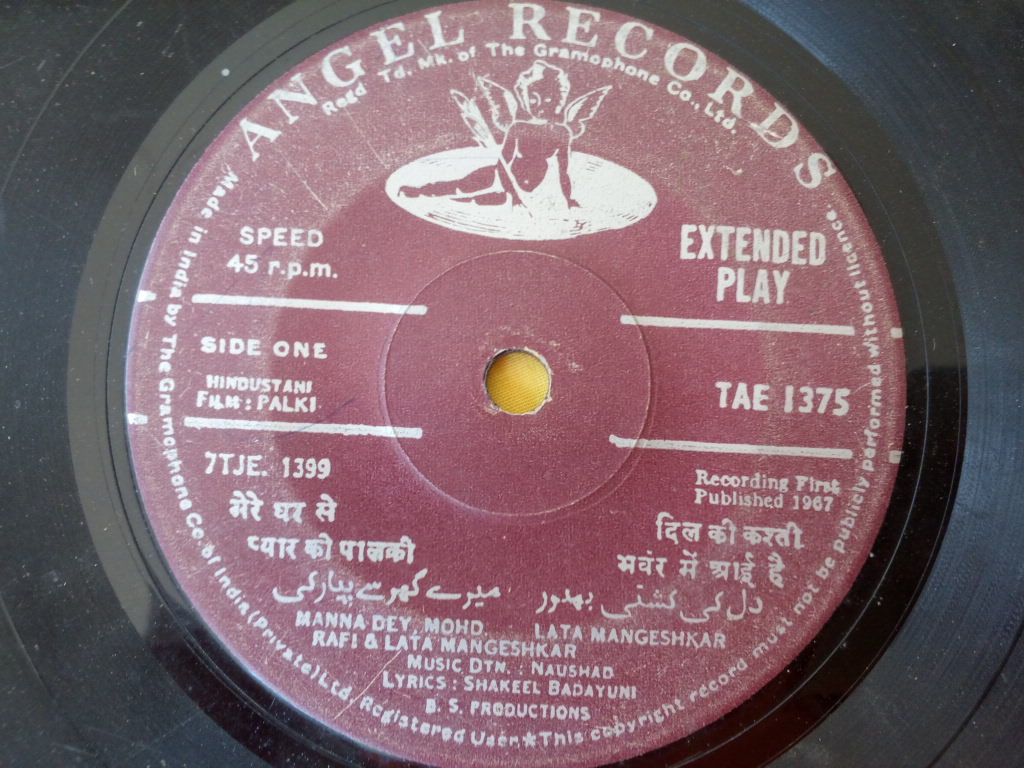 ANGEL RECORDS
Regd Td. Mk. of The Gramophone Co., Ltd.
SPEED
45 r.p.m.
EXTENDED
PLAY
SIDE ONE
HINDUSTANI
FILM : PALKI
TAE 1375
7TJE. 1399
Recording First
Published 1967
मेरे घर से
प्यार की पालकी
दिल की कश्ती
भवंर में आई है
میرے گھر سے پیار کی
دل کی کشتی بھنور
MANNA DEY, MOHD.
RAFI & LATA MANGESHKAR
LATA MANGESHKAR
MUSIC DTN. : NAUSHAD
LYRICS : SHAKEEL BADAYUNI
B. S. PRODUCTIONS
Made in India by The Gramophone Co. of India (Private) Ltd. Registered User.★This copyright record must not be publicly performed without licence.